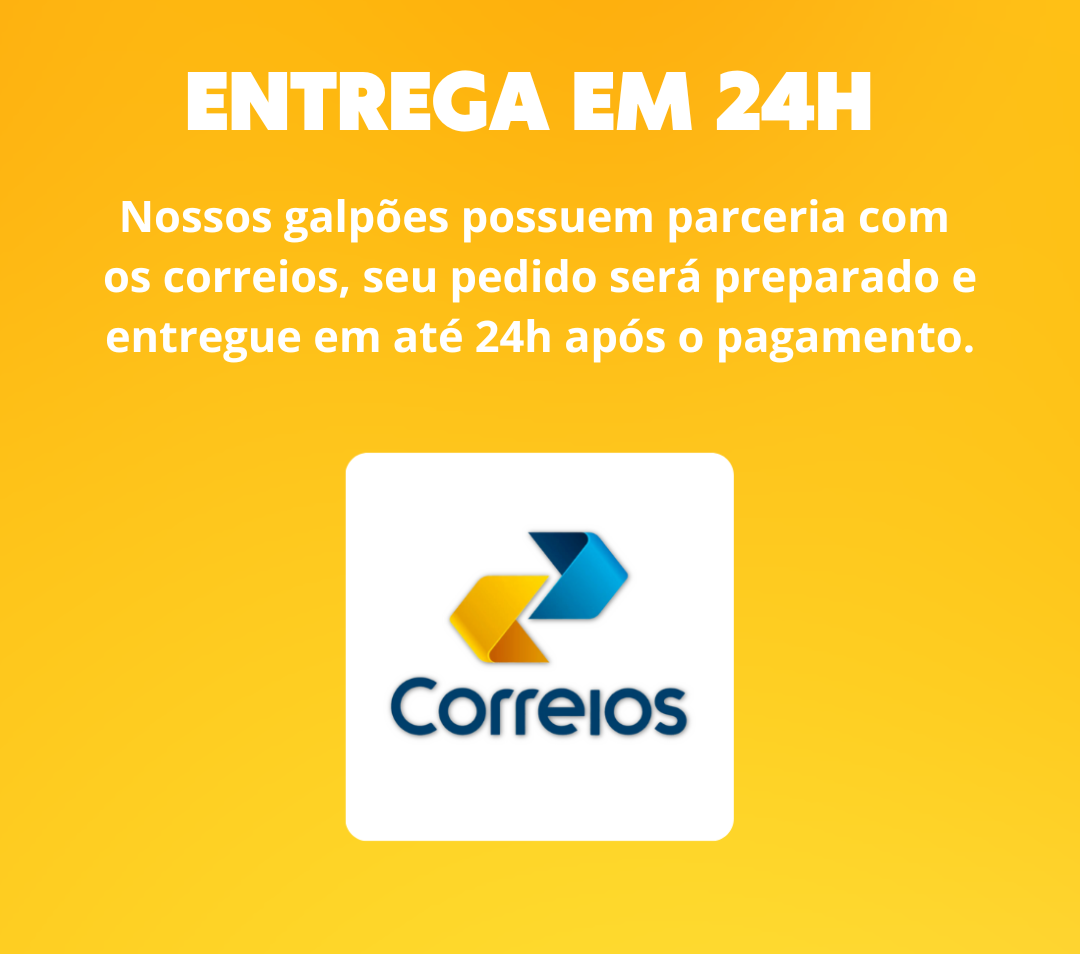 ENTREGA EM 24H
Nossos galpões possuem parceria com
os correios, seu pedido será preparado e
entregue em até 24h após o pagamento.
Correios